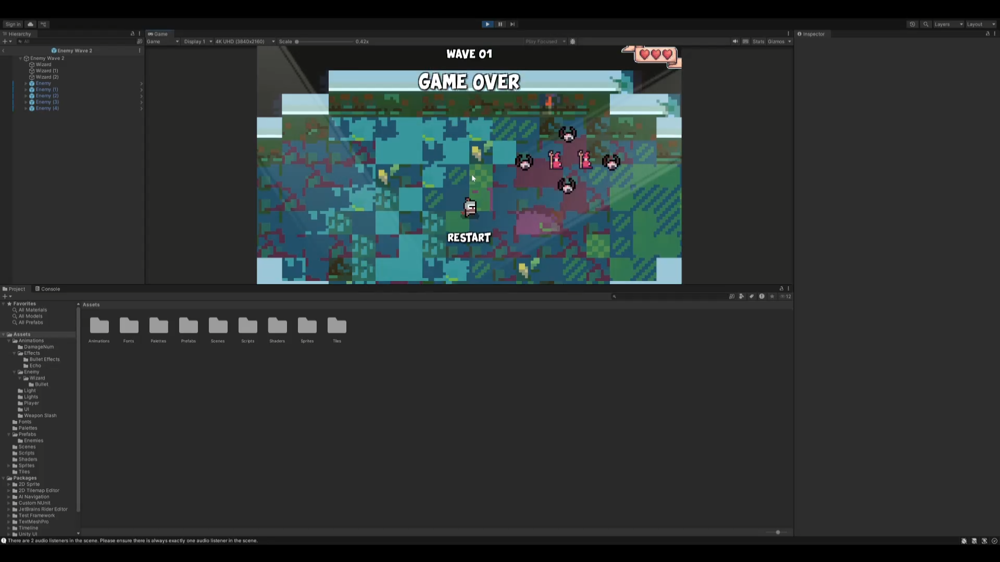 Sign in
Layers
Layout
Hierarchy
Game
Inspector
All
Game
Display 1
4K UHD (3840x2160)
Scale
0.42x
Play Focused
Stats
Gizmos
Enemy Wave 2
Enemy Wave 2
Wizard
Wizard (1)
Wizard (2)
Enemy
Enemy (1)
Enemy (2)
Enemy (3)
Enemy (4)
WAVE 01
GAME OVER
RESTART
Project
Console
12
Favorites
All Materials
All Models
All Prefabs
Assets
Animations
DamageNum
Effects
Bullet Effects
Echo
Enemy
Wizard
Bullet
Light
Lights
Player
UI
Weapon Slash
Fonts
Palettes
Prefabs
Enemies
Scenes
Scripts
Shaders
Sprites
Tiles
Packages
2D Sprite
2D Tilemap Editor
AI Navigation
Custom NUnit
JetBrains Rider Editor
Test Framework
TextMeshPro
Timeline
Unity UI
Assets
Animations
Fonts
Palettes
Prefabs
Scenes
Scripts
Shaders
Sprites
Tiles
There are 2 audio listeners in the scene. Please ensure there is always exactly one audio listener in the scene.